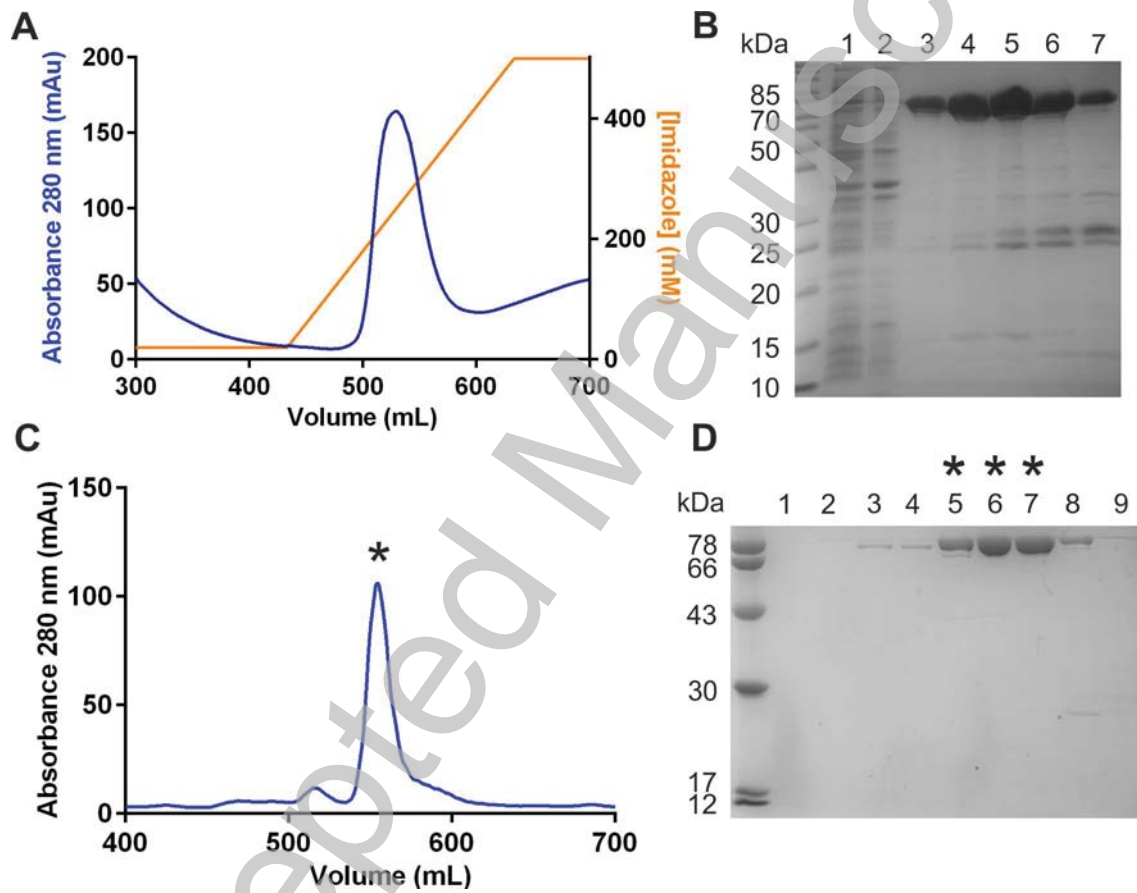 A
Absorbance 280 nm (mAu)
200
150
100
50
0
300
400
500
600
700
Volume (mL)
400
200
0
[Imidazole] (mM)
B
kDa 1 2 3 4 5 6 7
85
70
50
30
25
20
15
10
C
Absorbance 280 nm (mAu)
150
100
50
0
*
400
500
600
700
Volume (mL)
D
* * *
kDa 1 2 3 4 5 6 7 8 9
78
66
43
30
17
12
epted Manusc